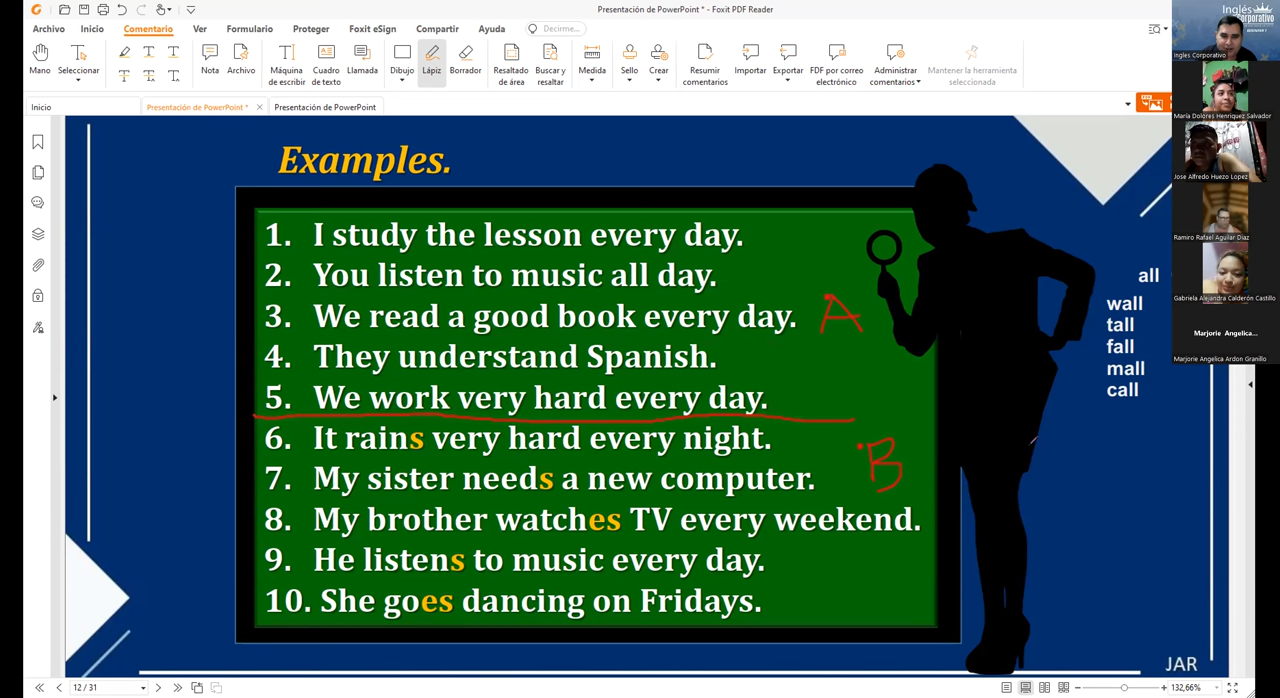 Presentación de PowerPoint * - Foxit PDF Reader
Archivo Inicio Comentario Ver Formulario Proteger Foxit eSign Compartir Ayuda Decirme...
Mano Seleccionar Nota Archivo Máquina de escribir Cuadro de texto Llamada Dibujo Lápiz Borrador Resaltado de área Buscar y resaltar Medida Sello Crear Resumir comentarios Importar Exportar FDF por correo electrónico Administrar comentarios Mantener la herramienta seleccionada
Inicio Presentación de PowerPoint * Presentación de PowerPoint
Examples.
1. I study the lesson every day.
2. You listen to music all day.
3. We read a good book every day. A
4. They understand Spanish.
5. We work very hard every day.
6. It rains very hard every night.
7. My sister needs a new computer. B
8. My brother watches TV every weekend.
9. He listens to music every day.
10. She goes dancing on Fridays.
all
wall
tall
fall
mall
call
JAR
Inglés
Corporativo
Ingles Corporativo
Maria Dolores Henriquez Salvador
Jose Alfredo Huezo Lopez
Ramiro Rafael Aguilar Diaz
Gabriela Alejandra Calderón Castillo
Marjorie Angelica...
Marjorie Angelica Ardon Granillo
12 / 31
132,66%